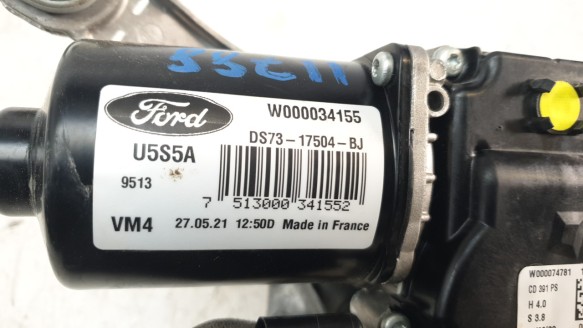 11255
Ford
W000034155
DS73-17504-BJ
U5S5A
9513
7 513000 341552
VM4 27.05.21 12:50D Made in France
W000074781
CD 391 PS
H 4.0
S 3.8